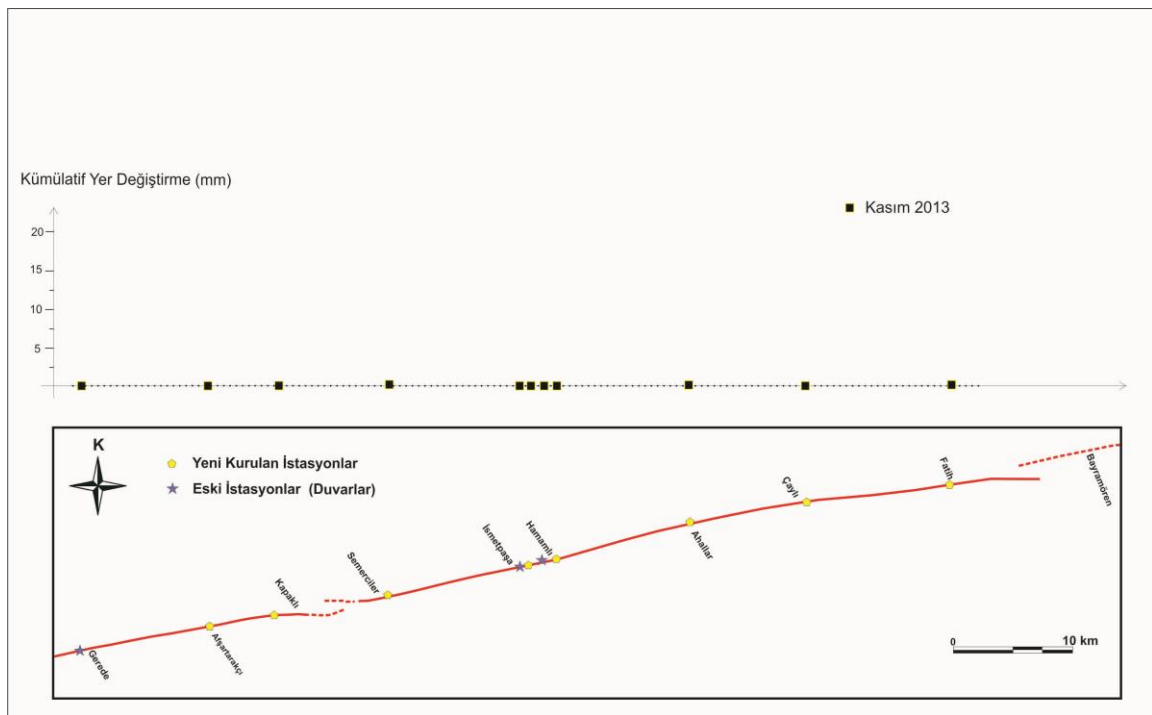 Kümülatif Yer Değiştirme (mm)
Kasım 2013
20
15
10
5
K
Yeni Kurulan İstasyonlar
Eski İstasyonlar (Duvarlar)
Gerede
Afşartarakçı
Kapaklı
Semerciler
İsmetpaşa
Hamamlı
Ahallar
Çaylı
Fatih
Bayramören
0
10 km